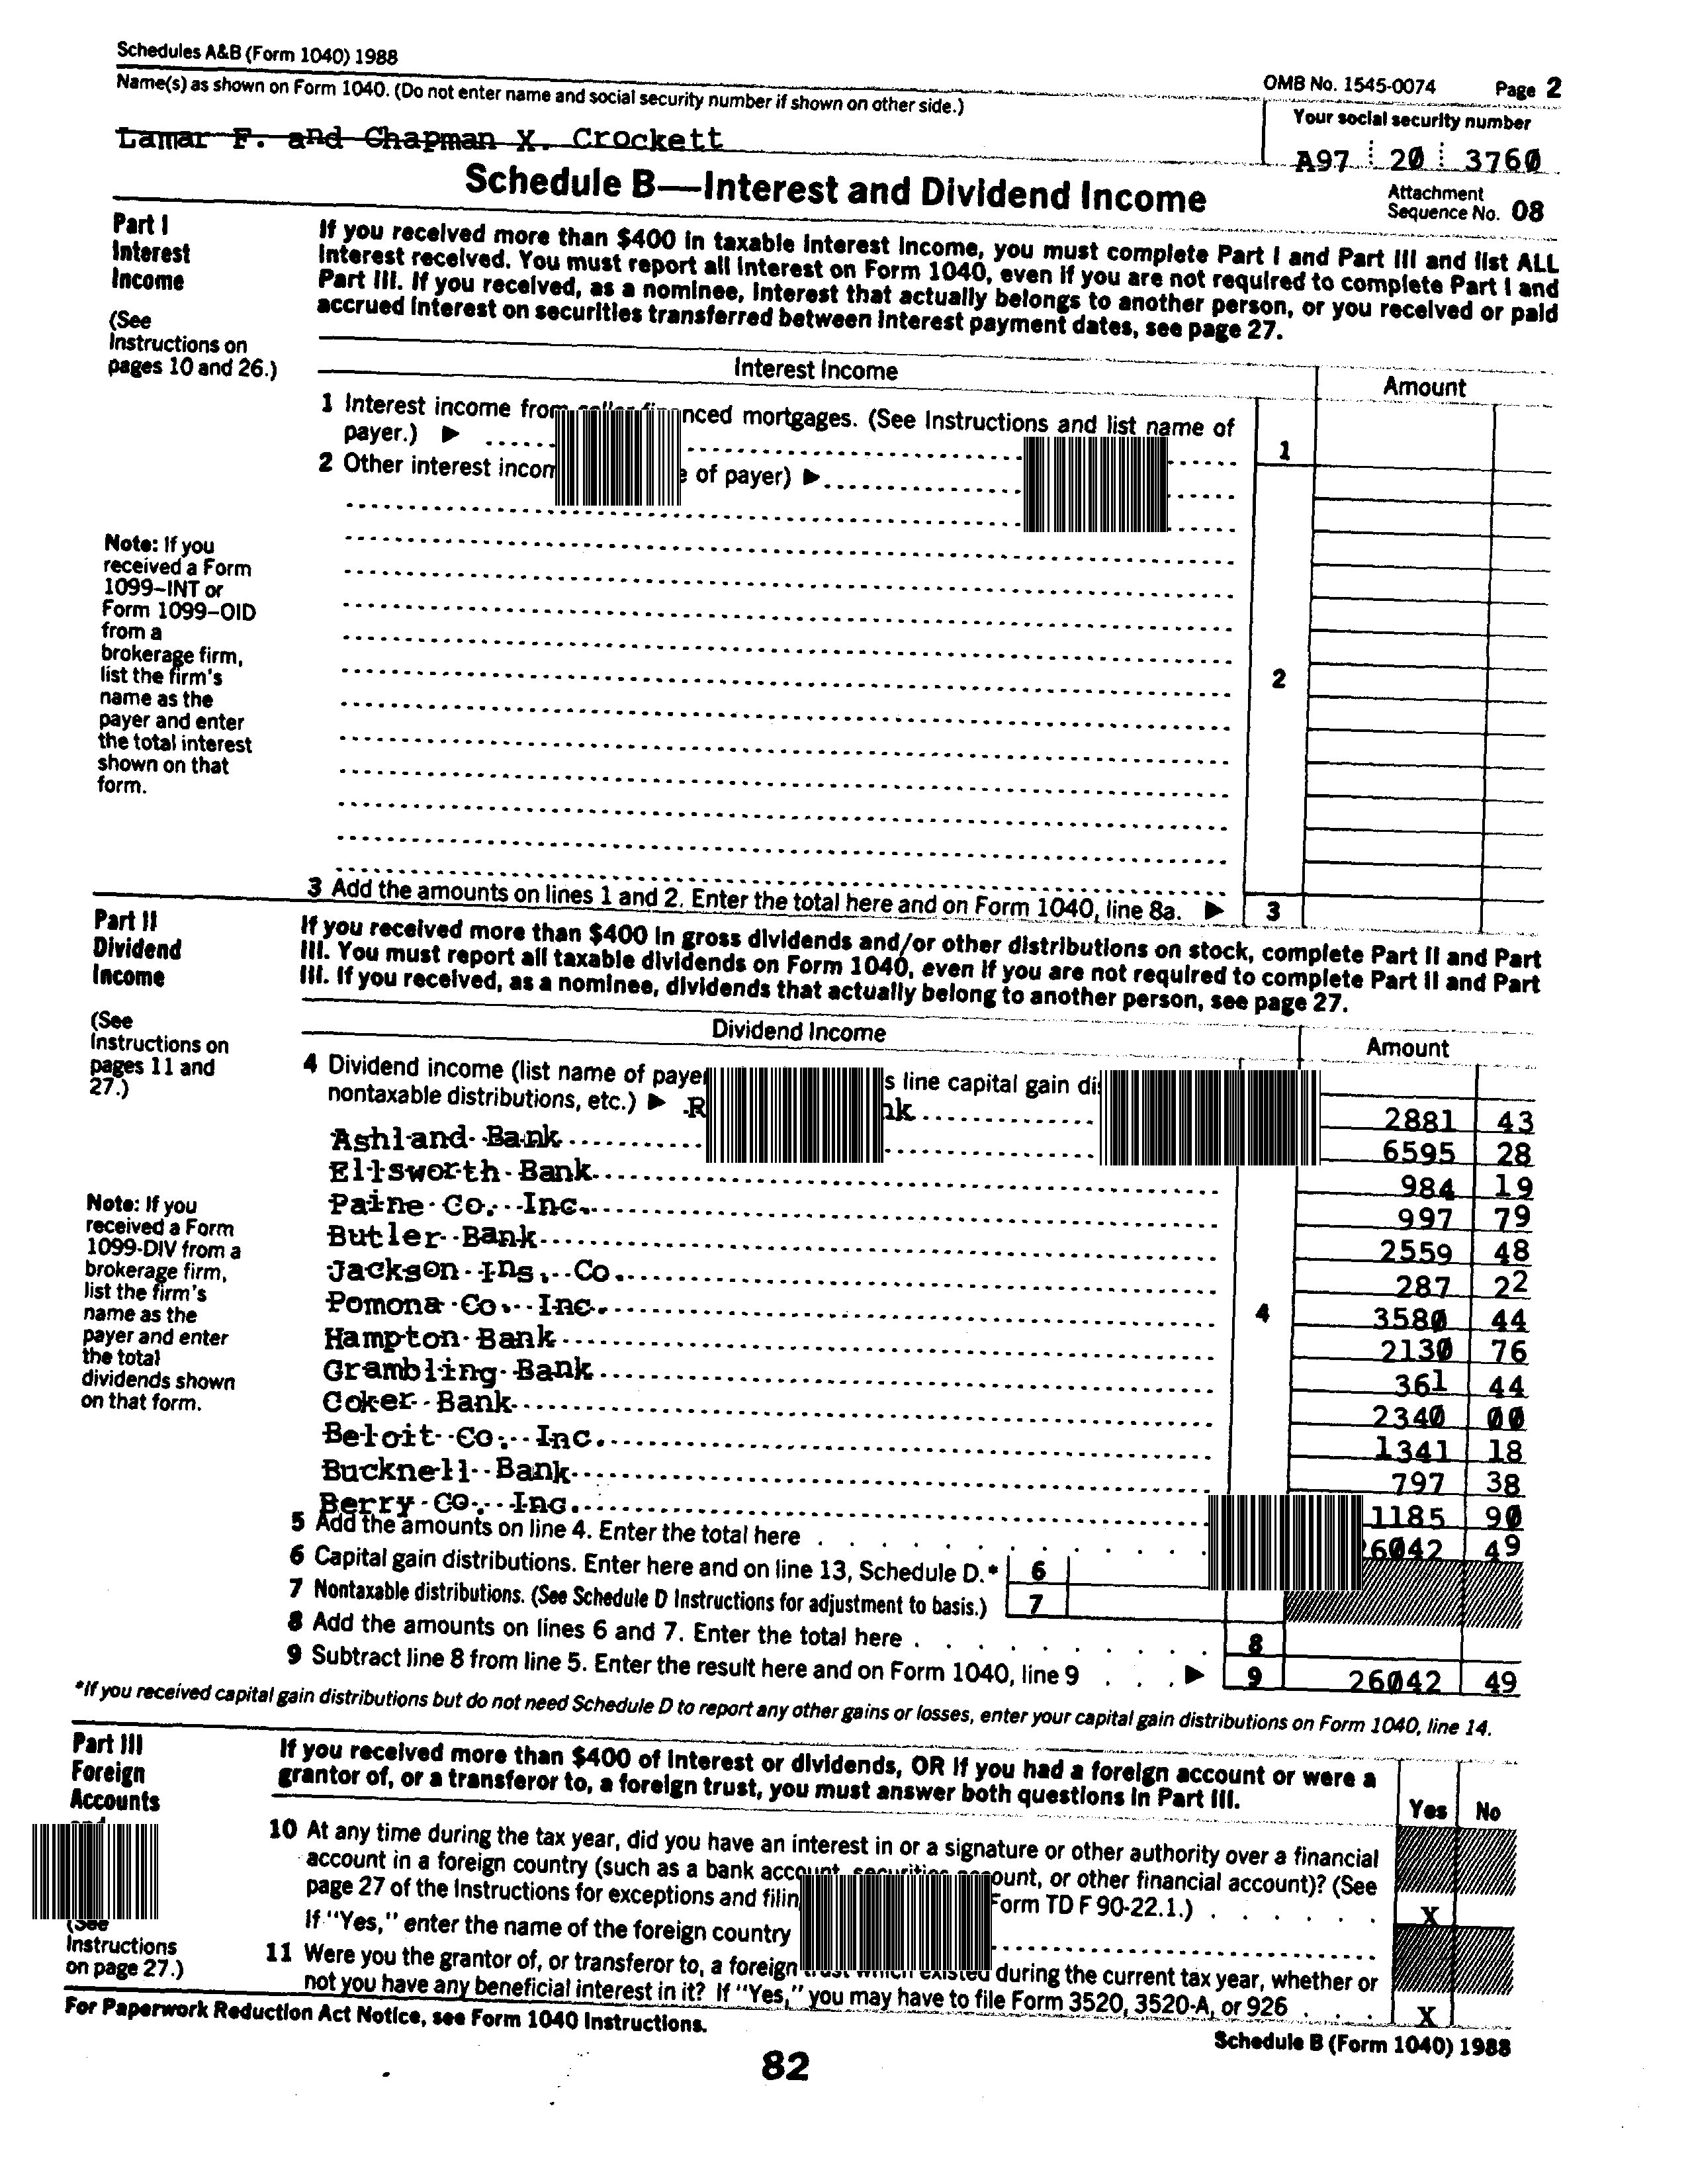 Schedules A&B (Form 1040) 1988
OMB No. 1545-0074 Page 2
Name(s) as shown on Form 1040. (Do not enter name and social security number if shown on other side.)
Your social security number
Lamar F. and Chapman X. Crockett
A97 20 3760
Schedule B—Interest and Dividend Income
Attachment
Sequence No. 08
Part I
Interest
Income
(See
Instructions on
pages 10 and 26.)
If you received more than $400 in taxable interest income, you must complete Part I and Part III and list ALL
interest received. You must report all interest on Form 1040, even if you are not required to complete Part I and
Part III. If you received, as a nominee, interest that actually belongs to another person, or you received or paid
accrued interest on securities transferred between interest payment dates, see page 27.
Interest Income
Amount
1 Interest income from financed mortgages. (See Instructions and list name of
payer.) ▶
1
2 Other interest of payer) ▶
Note: If you
received a Form
1099–INT or
Form 1099–OID
from a
brokerage firm,
list the firm's
name as the
payer and enter
the total interest
shown on that
form.
2
3 Add the amounts on lines 1 and 2. Enter the total here and on Form 1040, line 8a. ▶ 3
Part II
Dividend
Income
(See
Instructions on
pages 11 and
27.)
If you received more than $400 in gross dividends and/or other distributions on stock, complete Part II and Part
III. You must report all taxable dividends on Form 1040, even if you are not required to complete Part II and Part
III. If you received, as a nominee, dividends that actually belong to another person, see page 27.
Dividend Income
Amount
4 Dividend income (list name of line capital gain
nontaxable distributions, etc.) ▶ 2881 43
Ashland Bank 6595 28
Ellsworth Bank 984 19
Paine Co. Inc. 997 79
Butler Bank 2559 48
Jackson Ins. Co. 287 22
Pomona Co. Inc. 3580 44
Hampton Bank 2130 76
Grambling Bank 361 44
Coker Bank 2340 00
Beloit Co. Inc. 1341 18
Bucknell Bank 797 38
Berry Co. Inc. 1185 90
4
Note: If you
received a Form
1099-DIV from a
brokerage firm,
list the firm's
name as the
payer and enter
the total
dividends shown
on that form.
5 Add the amounts on line 4. Enter the total here 49
6 Capital gain distributions. Enter here and on line 13, Schedule D.* 6
7 Nontaxable distributions. (See Schedule D Instructions for adjustment to basis.) 7
8 Add the amounts on lines 6 and 7. Enter the total here 8
9 Subtract line 8 from line 5. Enter the result here and on Form 1040, line 9 ▶ 9 26042 49
*If you received capital gain distributions but do not need Schedule D to report any other gains or losses, enter your capital gain distributions on Form 1040, line 14.
Part III
Foreign
Accounts
(See
Instructions
on page 27.)
If you received more than $400 of interest or dividends, OR if you had a foreign account or were a
grantor of, or a transferor to, a foreign trust, you must answer both questions in Part III.
Yes No
10 At any time during the tax year, did you have an interest in or a signature or other authority over a financial
account in a foreign country (such as a bank account, or other financial account)? (See
page 27 of the Instructions for exceptions and Form TD F 90-22.1.) X
If "Yes," enter the name of the foreign country
11 Were you the grantor of, or transferor to, a foreign trust which existed during the current tax year, whether or
not you have any beneficial interest in it? If "Yes," you may have to file Form 3520, 3520-A, or 926 X
For Paperwork Reduction Act Notice, see Form 1040 Instructions.
Schedule B (Form 1040) 1988
82